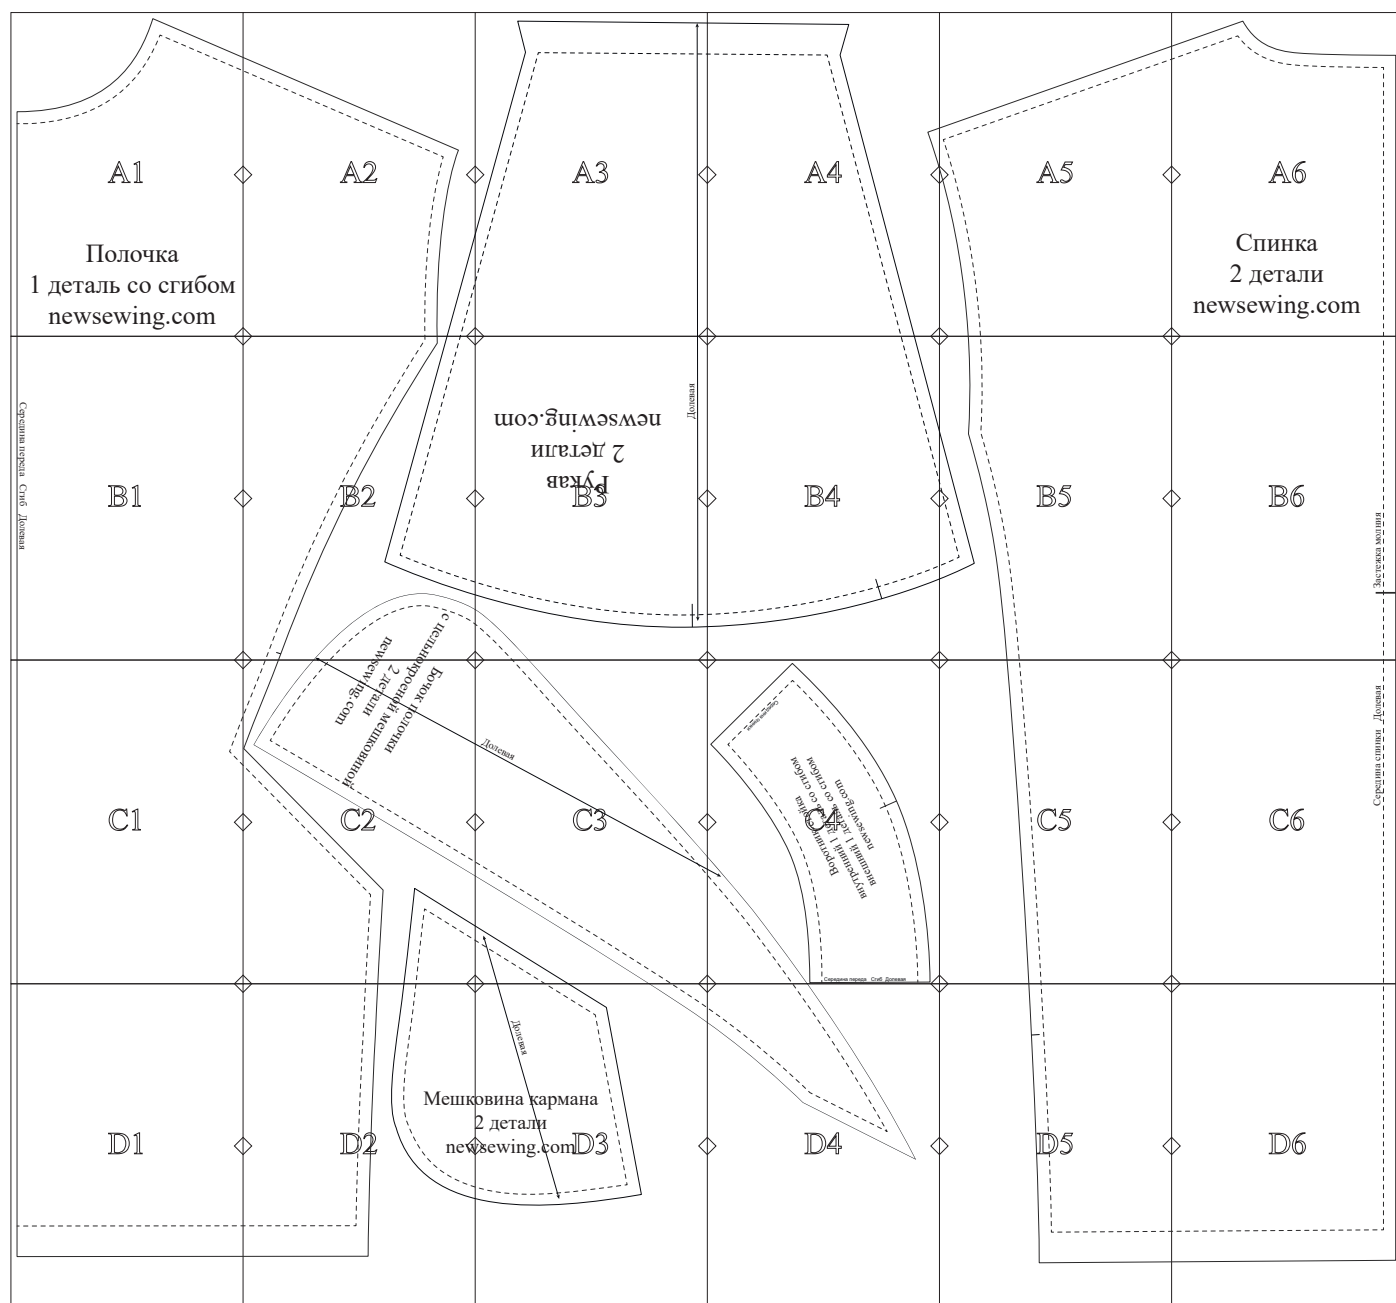 A1
A2
A3
A4
A5
A6
Полочка
1 деталь со сгибом
newsewing.com
Спинка
2 детали
newsewing.com
Середина переда Сгиб Долевая
Долевая
Рукав
2 детали
newsewing.com
B1
B2
B3
B4
B5
B6
Застежка молния
Бочок полочки
с цельнокроеной мешковиной
2 детали
newsewing.com
Долевая
Середина спинки Долевая
C1
C2
C3
C4
C5
C6
внутренний 1 деталь со сгибом
внешний 1 деталь со сгибом
newsewing.com
Середина переда Сгиб Долевая
Долевая
Мешковина кармана
2 детали
newsewing.com
D1
D2
D3
D4
D5
D6